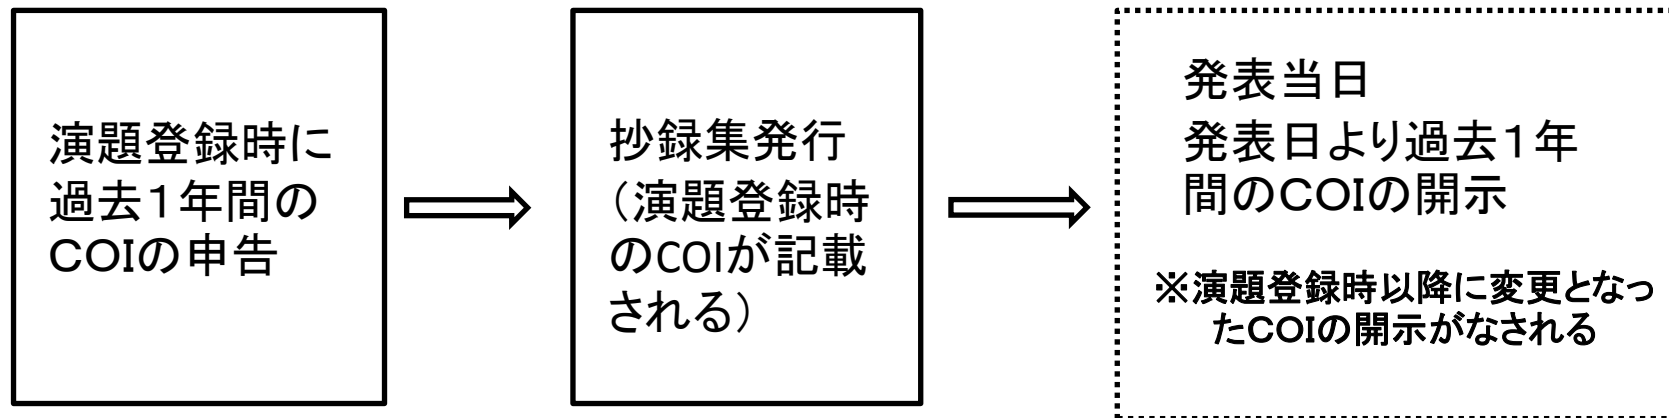 演題登録時に
過去１年間の
ＣＯＩの申告
抄録集発行
（演題登録時
のCOIが記載
される）
発表当日
発表日より過去１年
間のＣＯＩの開示
※演題登録時以降に変更となっ
たＣＯＩの開示がなされる